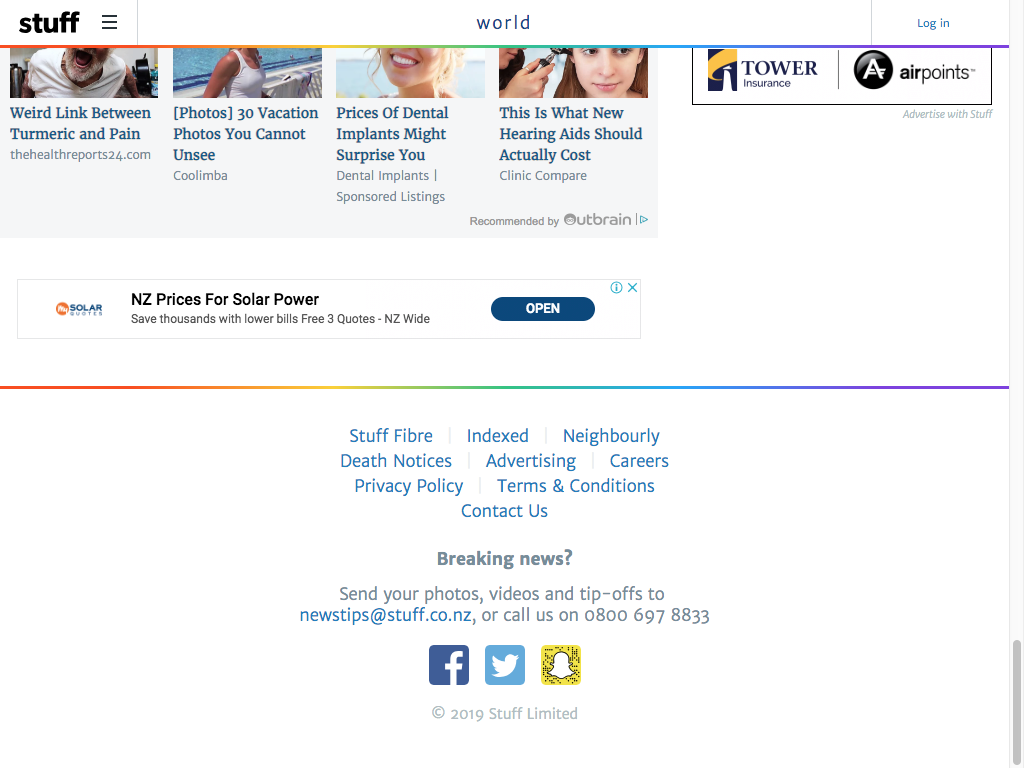 stuff
world
Log in
TOWER
Insurance
airpoints™
Advertise with Stuff
Weird Link Between
Turmeric and Pain
thehealthreports24.com
[Photos] 30 Vacation
Photos You Cannot
Unsee
Coolimba
Prices Of Dental
Implants Might
Surprise You
Dental Implants |
Sponsored Listings
This Is What New
Hearing Aids Should
Actually Cost
Clinic Compare
Recommended by Outbrain
My SOLAR
QUOTES
NZ Prices For Solar Power
Save thousands with lower bills Free 3 Quotes - NZ Wide
OPEN
Stuff Fibre | Indexed | Neighbourly
Death Notices | Advertising | Careers
Privacy Policy | Terms & Conditions
Contact Us
Breaking news?
Send your photos, videos and tip-offs to
newstips@stuff.co.nz, or call us on 0800 697 8833
© 2019 Stuff Limited